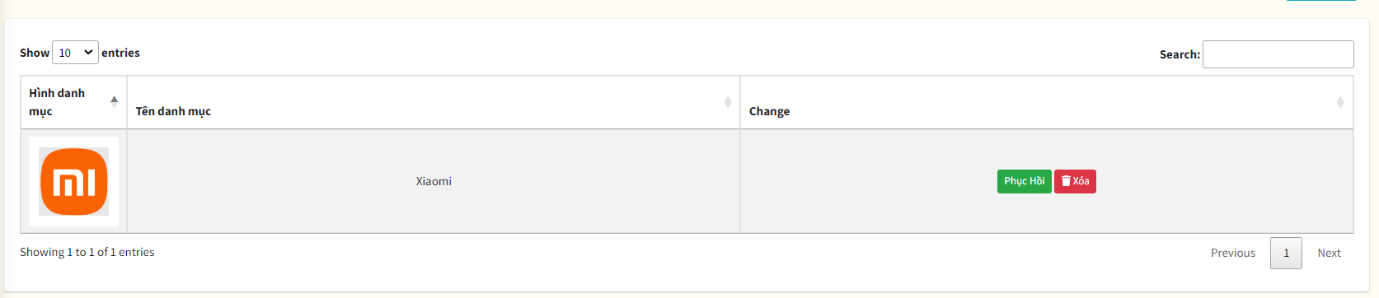 Show 10 entries
Search:
Hình danh
mục
Tên danh mục
Change
mi
Xiaomi
Phục Hồi
Xóa
Showing 1 to 1 of 1 entries
Previous 1 Next